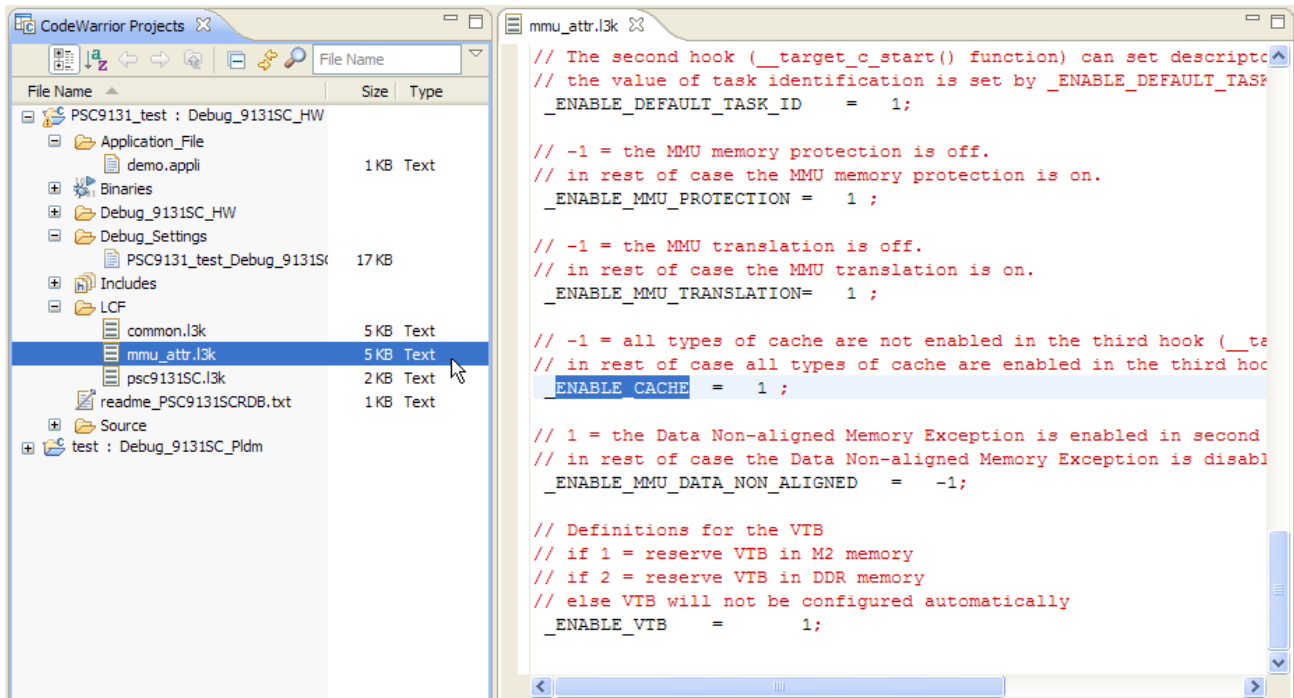 CodeWarrior Projects
File Name
File Name Size Type
PSC9131_test : Debug_9131SC_HW
Application_File
demo.appli 1 KB Text
Binaries
Debug_9131SC_HW
Debug_Settings
PSC9131_test_Debug_9131S 17 KB
Includes
LCF
common.l3k 5 KB Text
mmu_attr.l3k 5 KB Text
psc9131SC.l3k 2 KB Text
readme_PSC9131SCRDB.txt 1 KB Text
Source
test : Debug_9131SC_Pldm
mmu_attr.l3k
// The second hook (__target_c_start() function) can set descripto
// the value of task identification is set by _ENABLE_DEFAULT_TASK
_ENABLE_DEFAULT_TASK_ID = 1;
// -1 = the MMU memory protection is off.
// in rest of case the MMU memory protection is on.
_ENABLE_MMU_PROTECTION = 1 ;
// -1 = the MMU translation is off.
// in rest of case the MMU translation is on.
_ENABLE_MMU_TRANSLATION= 1 ;
// -1 = all types of cache are not enabled in the third hook (__ta
// in rest of case all types of cache are enabled in the third hoo
_ENABLE_CACHE = 1 ;
// 1 = the Data Non-aligned Memory Exception is enabled in second
// in rest of case the Data Non-aligned Memory Exception is disabl
_ENABLE_MMU_DATA_NON_ALIGNED = -1;
// Definitions for the VTB
// if 1 = reserve VTB in M2 memory
// if 2 = reserve VTB in DDR memory
// else VTB will not be configured automatically
_ENABLE_VTB = 1;